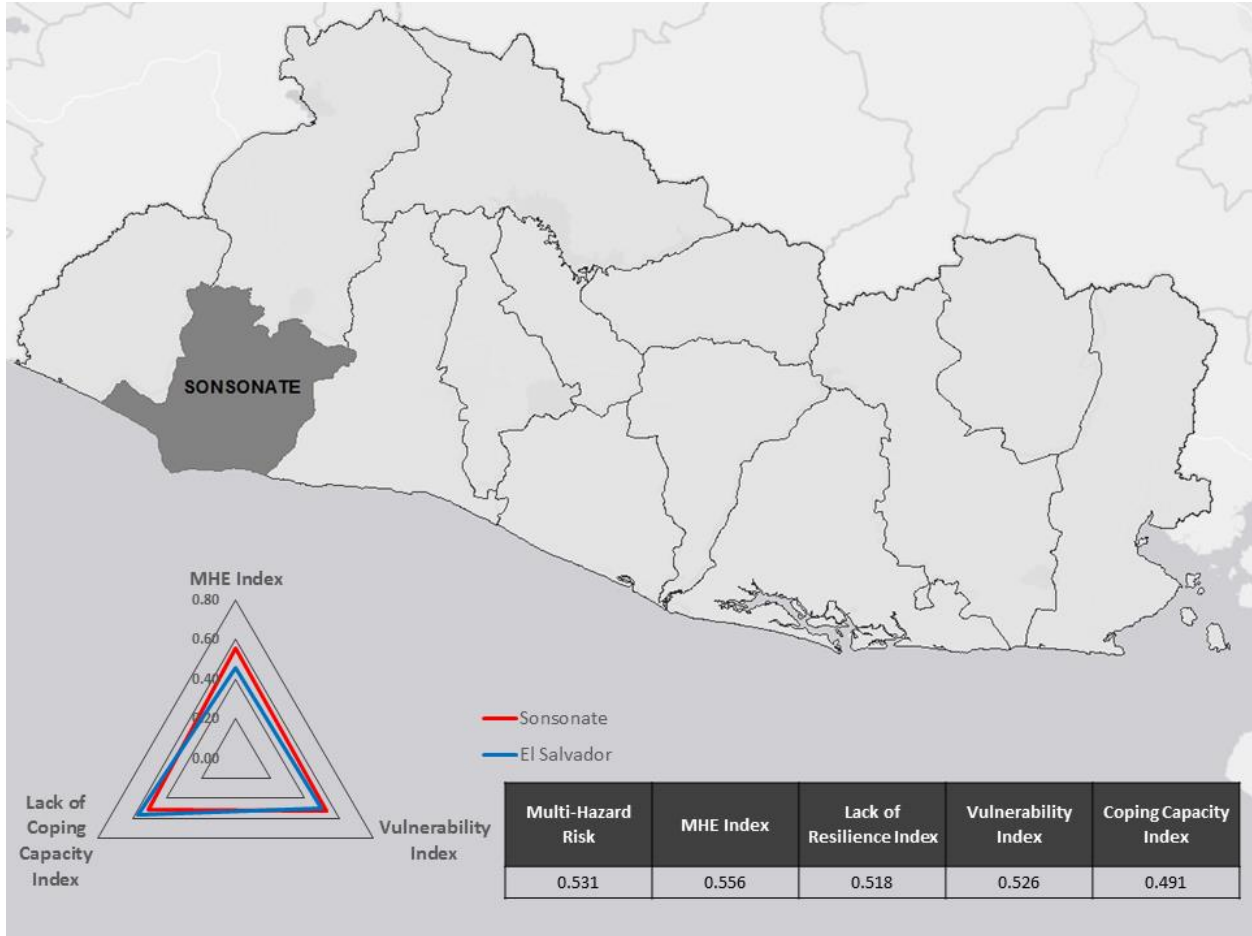 SONSONATE
MHE Index
0.80
0.60
0.40
0.20
0.00
Lack of
Coping
Capacity
Index
Vulnerability
Index
Sonsonate
El Salvador
Multi-Hazard
Risk
MHE Index
Lack of
Resilience Index
Vulnerability
Index
Coping Capacity
Index
0.531
0.556
0.518
0.526
0.491